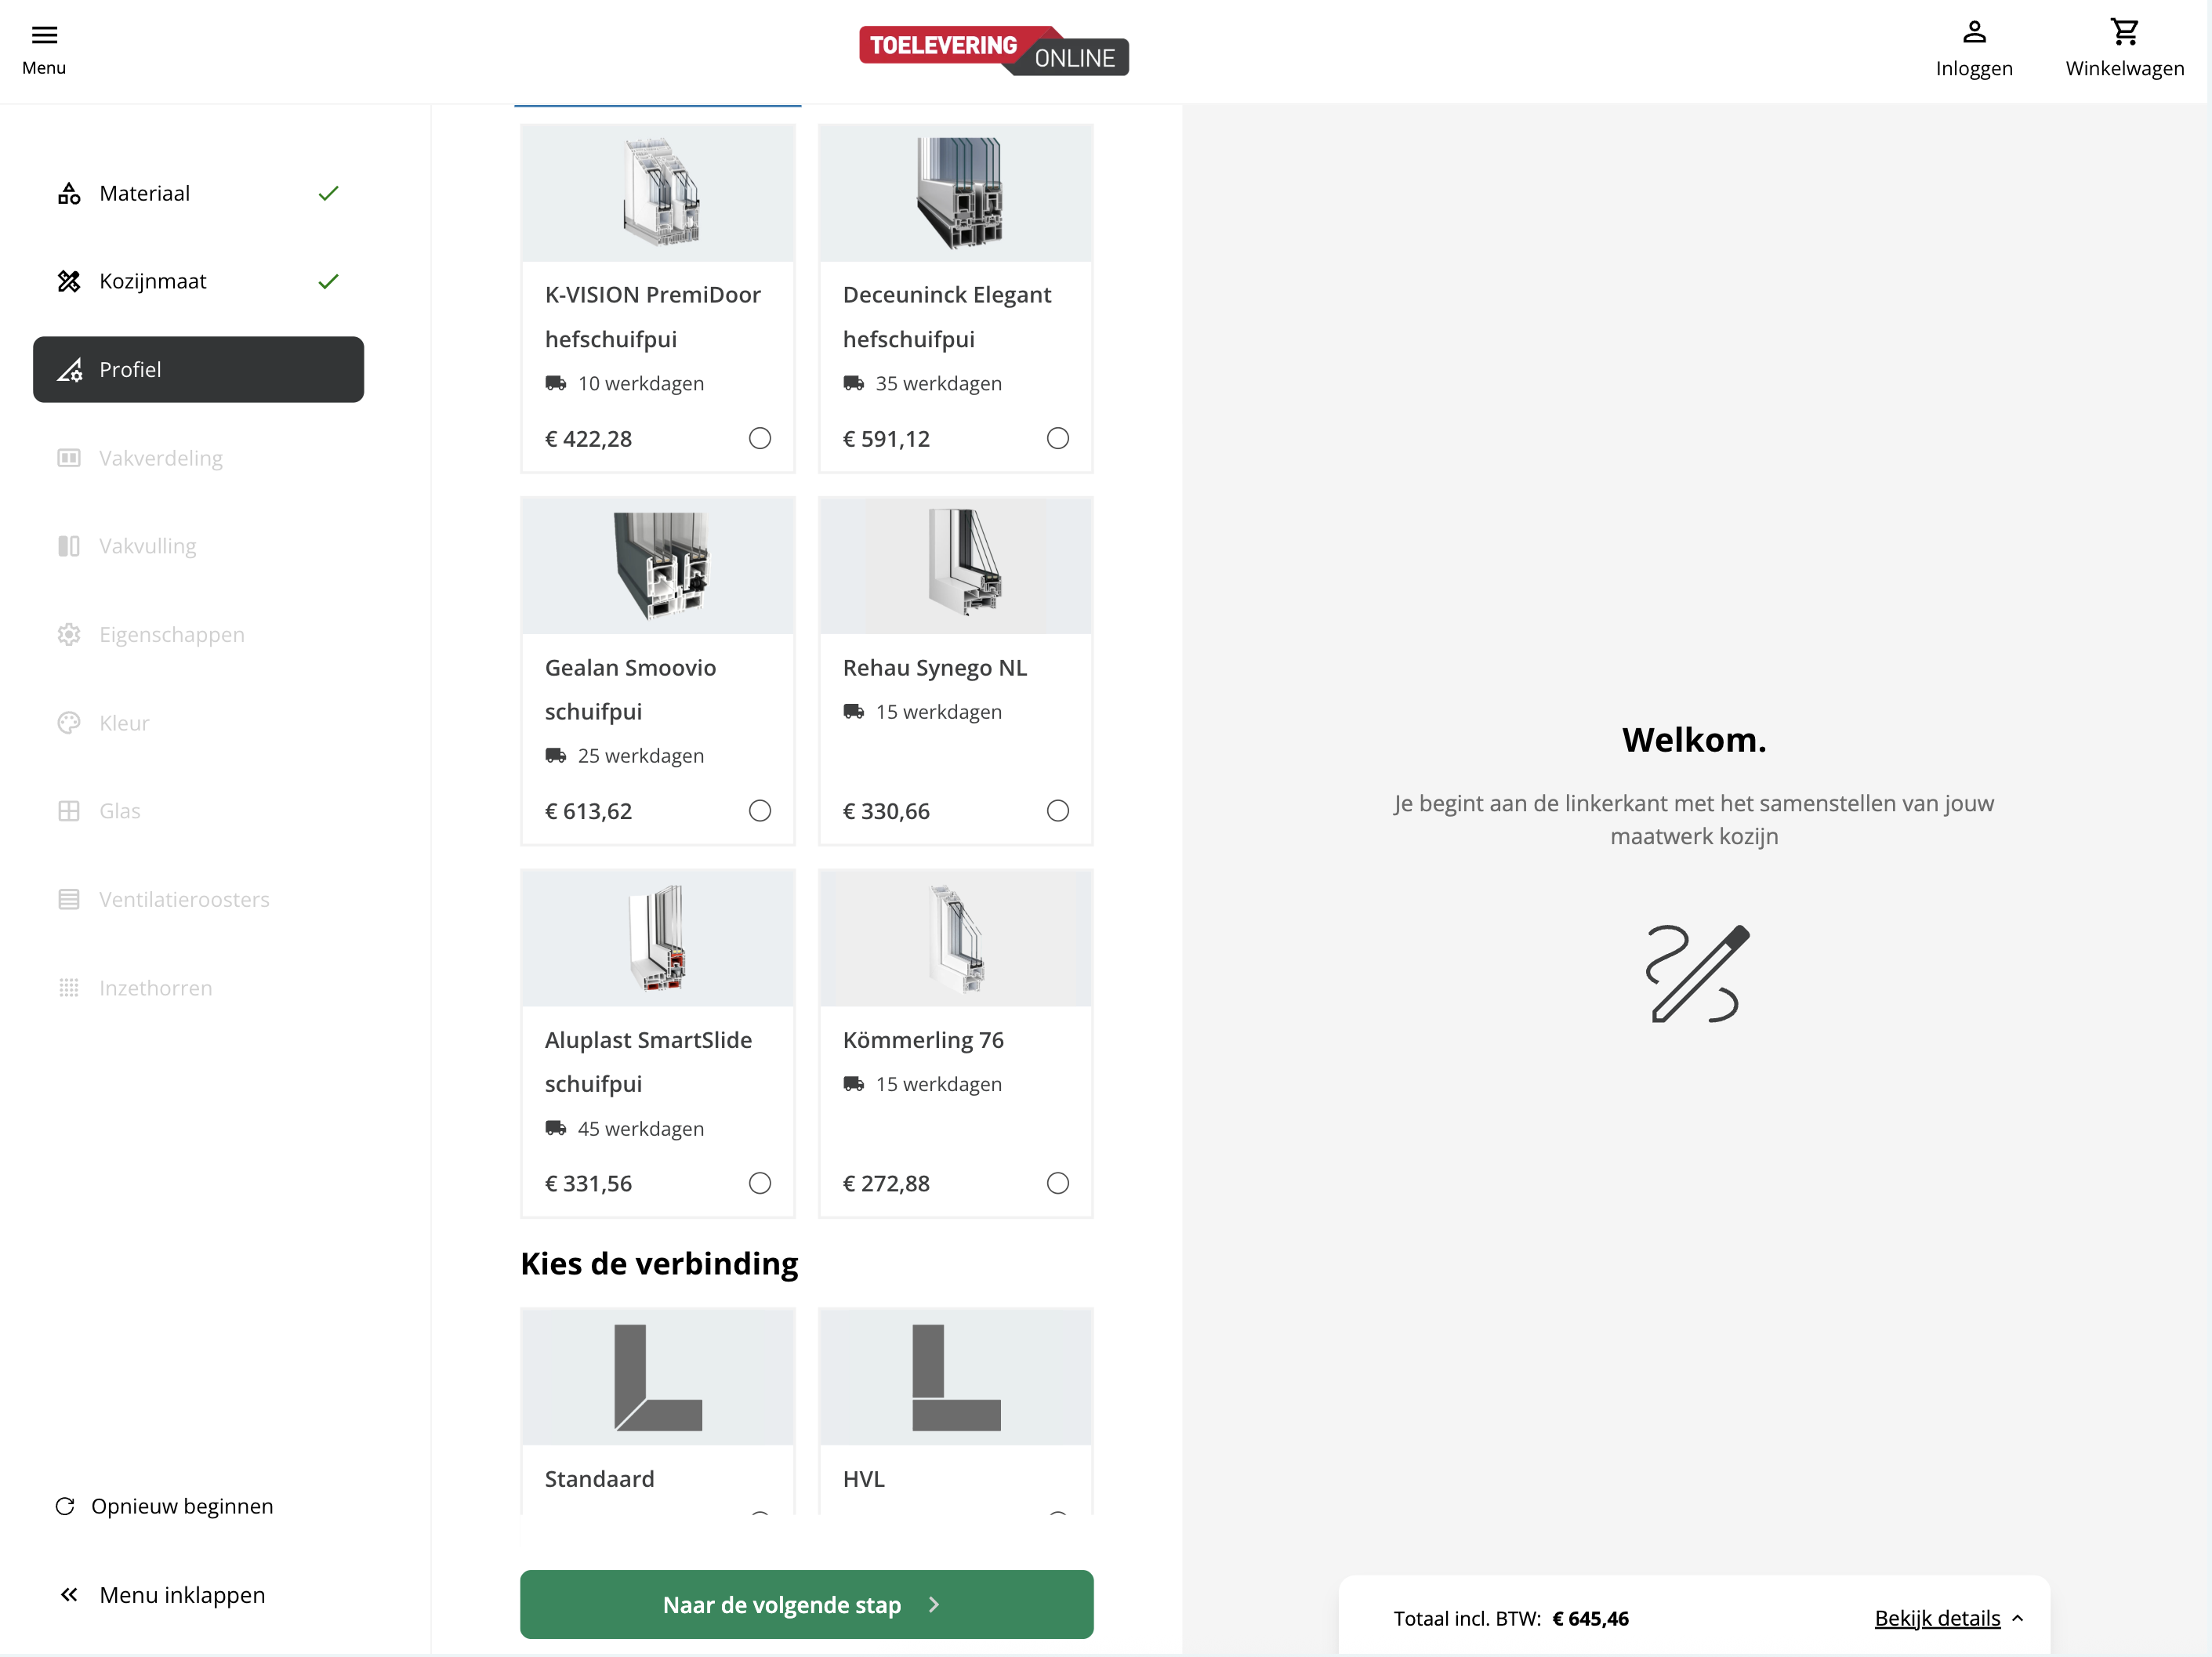 Menu
TOELEVERING
ONLINE
Inloggen
Winkelwagen
Materiaal
Kozijnmaat
Profiel
Vakverdeling
Vakvulling
Eigenschappen
Kleur
Glas
Ventilatieroosters
Inzethorren
Opnieuw beginnen
Menu inklappen
K-VISION PremiDoor
hefschuifpui
10 werkdagen
€ 422,28
Deceuninck Elegant
hefschuifpui
35 werkdagen
€ 591,12
Gealan Smoovio
schuifpui
25 werkdagen
€ 613,62
Rehau Synego NL
15 werkdagen
€ 330,66
Aluplast SmartSlide
schuifpui
45 werkdagen
€ 331,56
Kömmerling 76
15 werkdagen
€ 272,88
Kies de verbinding
Standaard
HVL
Naar de volgende stap
Welkom.
Je begint aan de linkerkant met het samenstellen van jouw
maatwerk kozijn
Totaal incl. BTW: € 645,46
Bekijk details